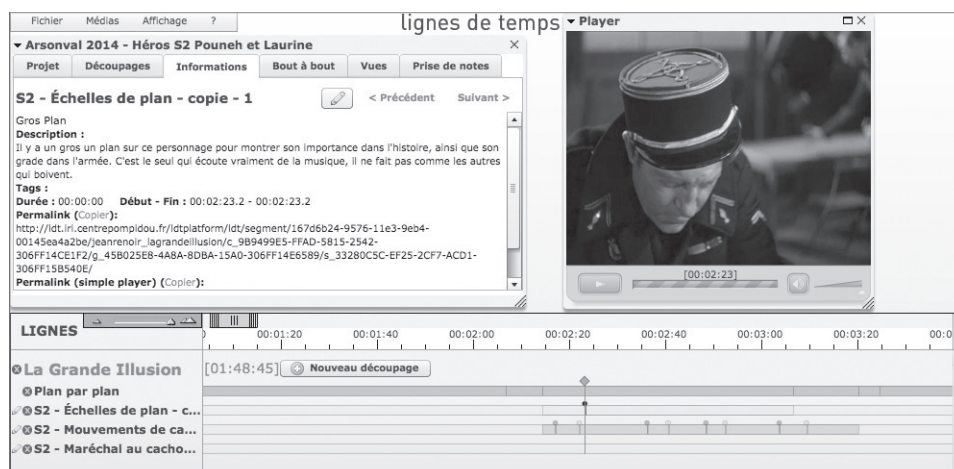 Fichier Médias Affichage ?
lignes de temps
Arsonval 2014 - Héros S2 Pouneh et Laurine
Projet Découpages Informations Bout à bout Vues Prise de notes
S2 - Échelles de plan - copie - 1
< Précédent Suivant >
Gros Plan
Description :
Il y a un gros un plan sur ce personnage pour montrer son importance dans l'histoire, ainsi que son
grade dans l'armée. C'est le seul qui écoute vraiment de la musique, il ne fait pas comme les autres
qui boivent.
Tags :
Durée : 00:00:00 Début - Fin : 00:02:23.2 - 00:02:23.2
Permalink (Copier):
http://ldt.iri.centrepompidou.fr/ldtplatform/ldt/segment/167d6b24-9576-11e3-9eb4-
00145ea4a2be/jeanrenoir_lagrandeillusion/c_9B9499E5-FFAD-5815-2542-
306FF14CE1F2/g_45B025E8-4A8A-8DBA-15A0-306FF14E6589/s_33280C5C-EF25-2CF7-ACD1-
306FF15B540E/
Permalink (simple player) (Copier):
Player
[00:02:23]
LIGNES
00:01:20 00:01:40 00:02:00 00:02:20 00:02:40 00:03:00 00:03:20 00:0
La Grande Illusion [01:48:45] Nouveau découpage
Plan par plan
S2 - Échelles de plan - c...
S2 - Mouvements de ca...
S2 - Maréchal au cacho...